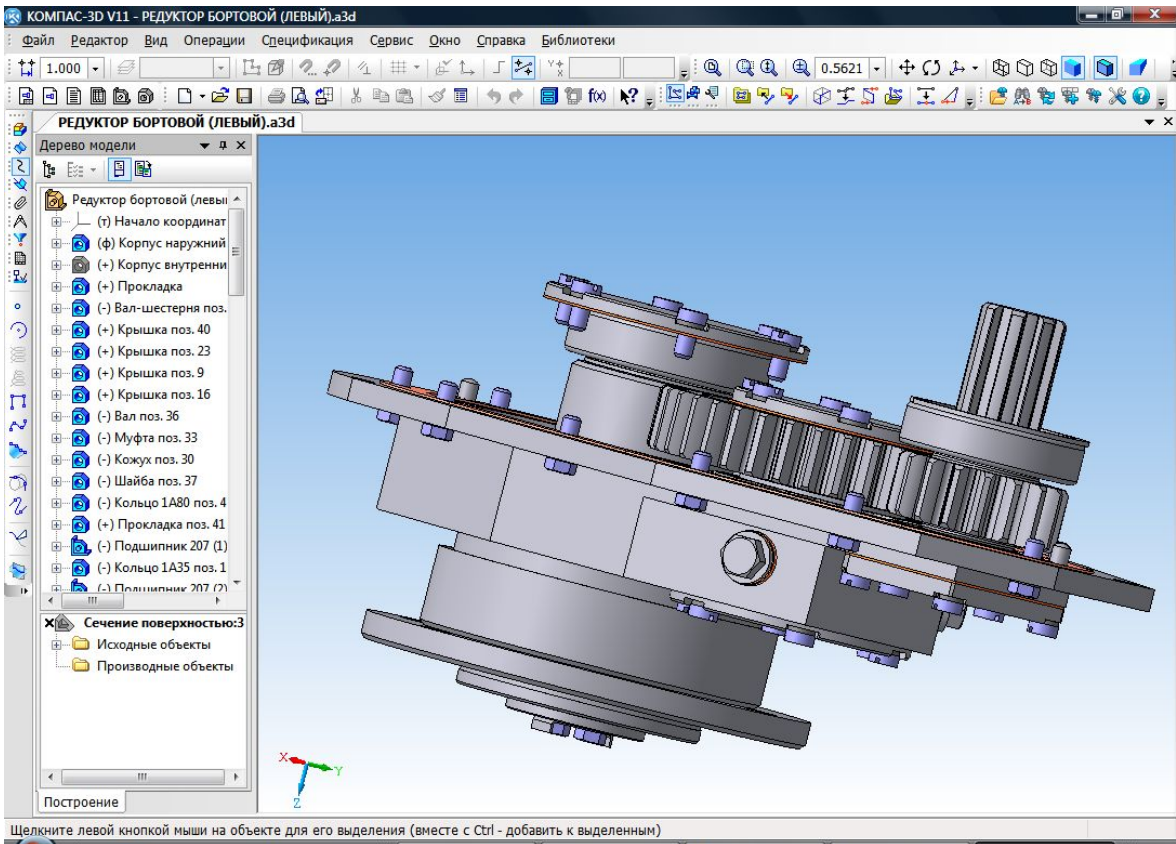 КОМПАС-3D V11 - РЕДУКТОР БОРТОВОЙ (ЛЕВЫЙ).a3d
Файл Редактор Вид Операции Спецификация Сервис Окно Справка Библиотеки
1.000
0.5621
РЕДУКТОР БОРТОВОЙ (ЛЕВЫЙ).a3d
Дерево модели
Редуктор бортовой (левы
(т) Начало координат
(ф) Корпус наружний
(+) Корпус внутренни
(+) Прокладка
(-) Вал-шестерня поз.
(+) Крышка поз. 40
(+) Крышка поз. 23
(+) Крышка поз. 9
(+) Крышка поз. 16
(-) Вал поз. 36
(-) Муфта поз. 33
(-) Кожух поз. 30
(-) Шайба поз. 37
(-) Кольцо 1А80 поз. 4
(+) Прокладка поз. 41
(-) Подшипник 207 (1)
(-) Кольцо 1А35 поз. 1
(-) Подшипник 207 (2)
Сечение поверхностью:3
Исходные объекты
Производные объекты
Построение
X
Y
Z
Щелкните левой кнопкой мыши на объекте для его выделения (вместе с Ctrl - добавить к выделенным)